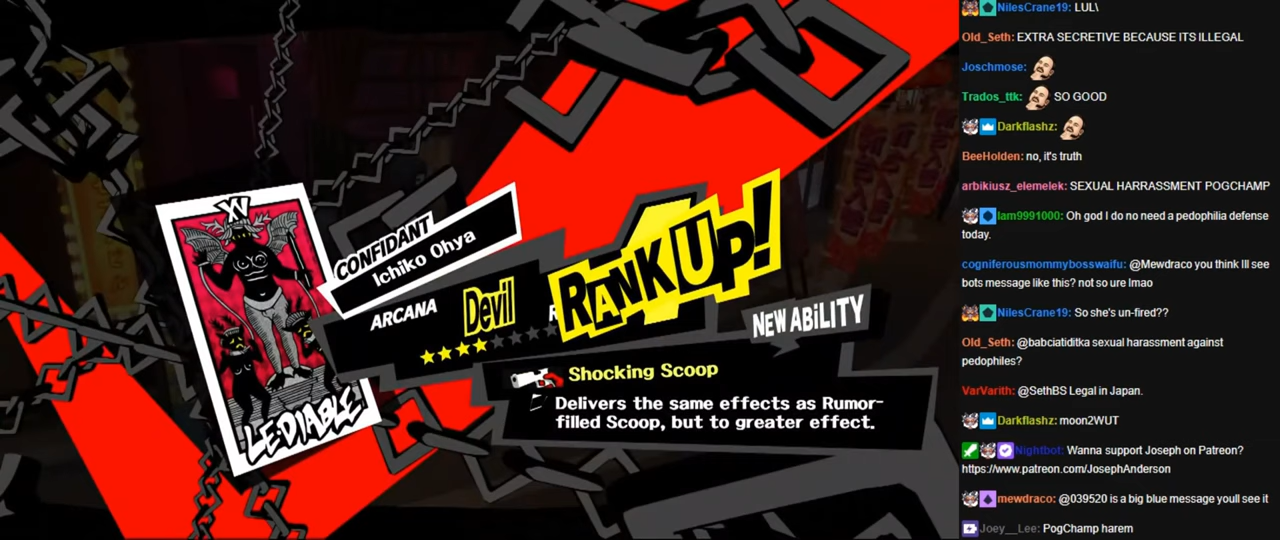 XV
CONFIDANT
Ichiko Ohya
ARCANA Devil
RANK UP!
NEW ABILITY
LE DIABLE
Shocking Scoop
Delivers the same effects as Rumor-
filled Scoop, but to greater effect.
NilesCrane19: LUL\
Old_Seth: EXTRA SECRETIVE BECAUSE ITS ILLEGAL
Joschmose:
Trados_ttk: SO GOOD
Darkflashz:
BeeHolden: no, it's truth
arbikiusz_elemelek: SEXUAL HARRASSMENT POGCHAMP
Iam9991000: Oh god I do no need a pedophilia defense
today.
cogniferousmommybosswaifu: @Mewdraco you think Ill see
bots message like this? not so ure lmao
NilesCrane19: So she's un-fired??
Old_Seth: @babciatiditka sexual harassment against
pedophiles?
VarVarith: @SethBS Legal in Japan.
Darkflashz: moon2WUT
Nightbot: Wanna support Joseph on Patreon?
https://www.patreon.com/JosephAnderson
mewdraco: @039520 is a big blue message youll see it
Joey__Lee: PogChamp harem